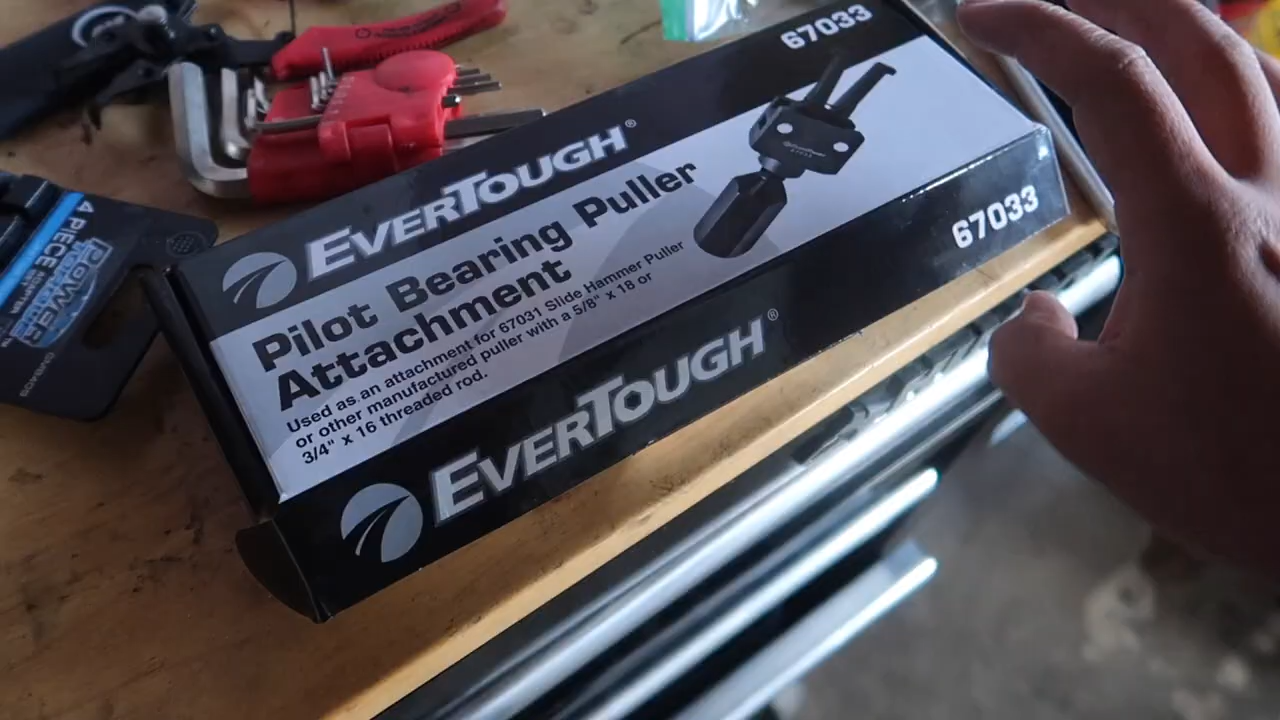 67033
EVERTOUGH®
Pilot Bearing Puller
Attachment
Used as an attachment for 67031 Slide Hammer Puller
or other manufactured puller with a 5/8" x 18 or
3/4" x 16 threaded rod.
67033
EVERTOUGH®
4 PIECE
POWER